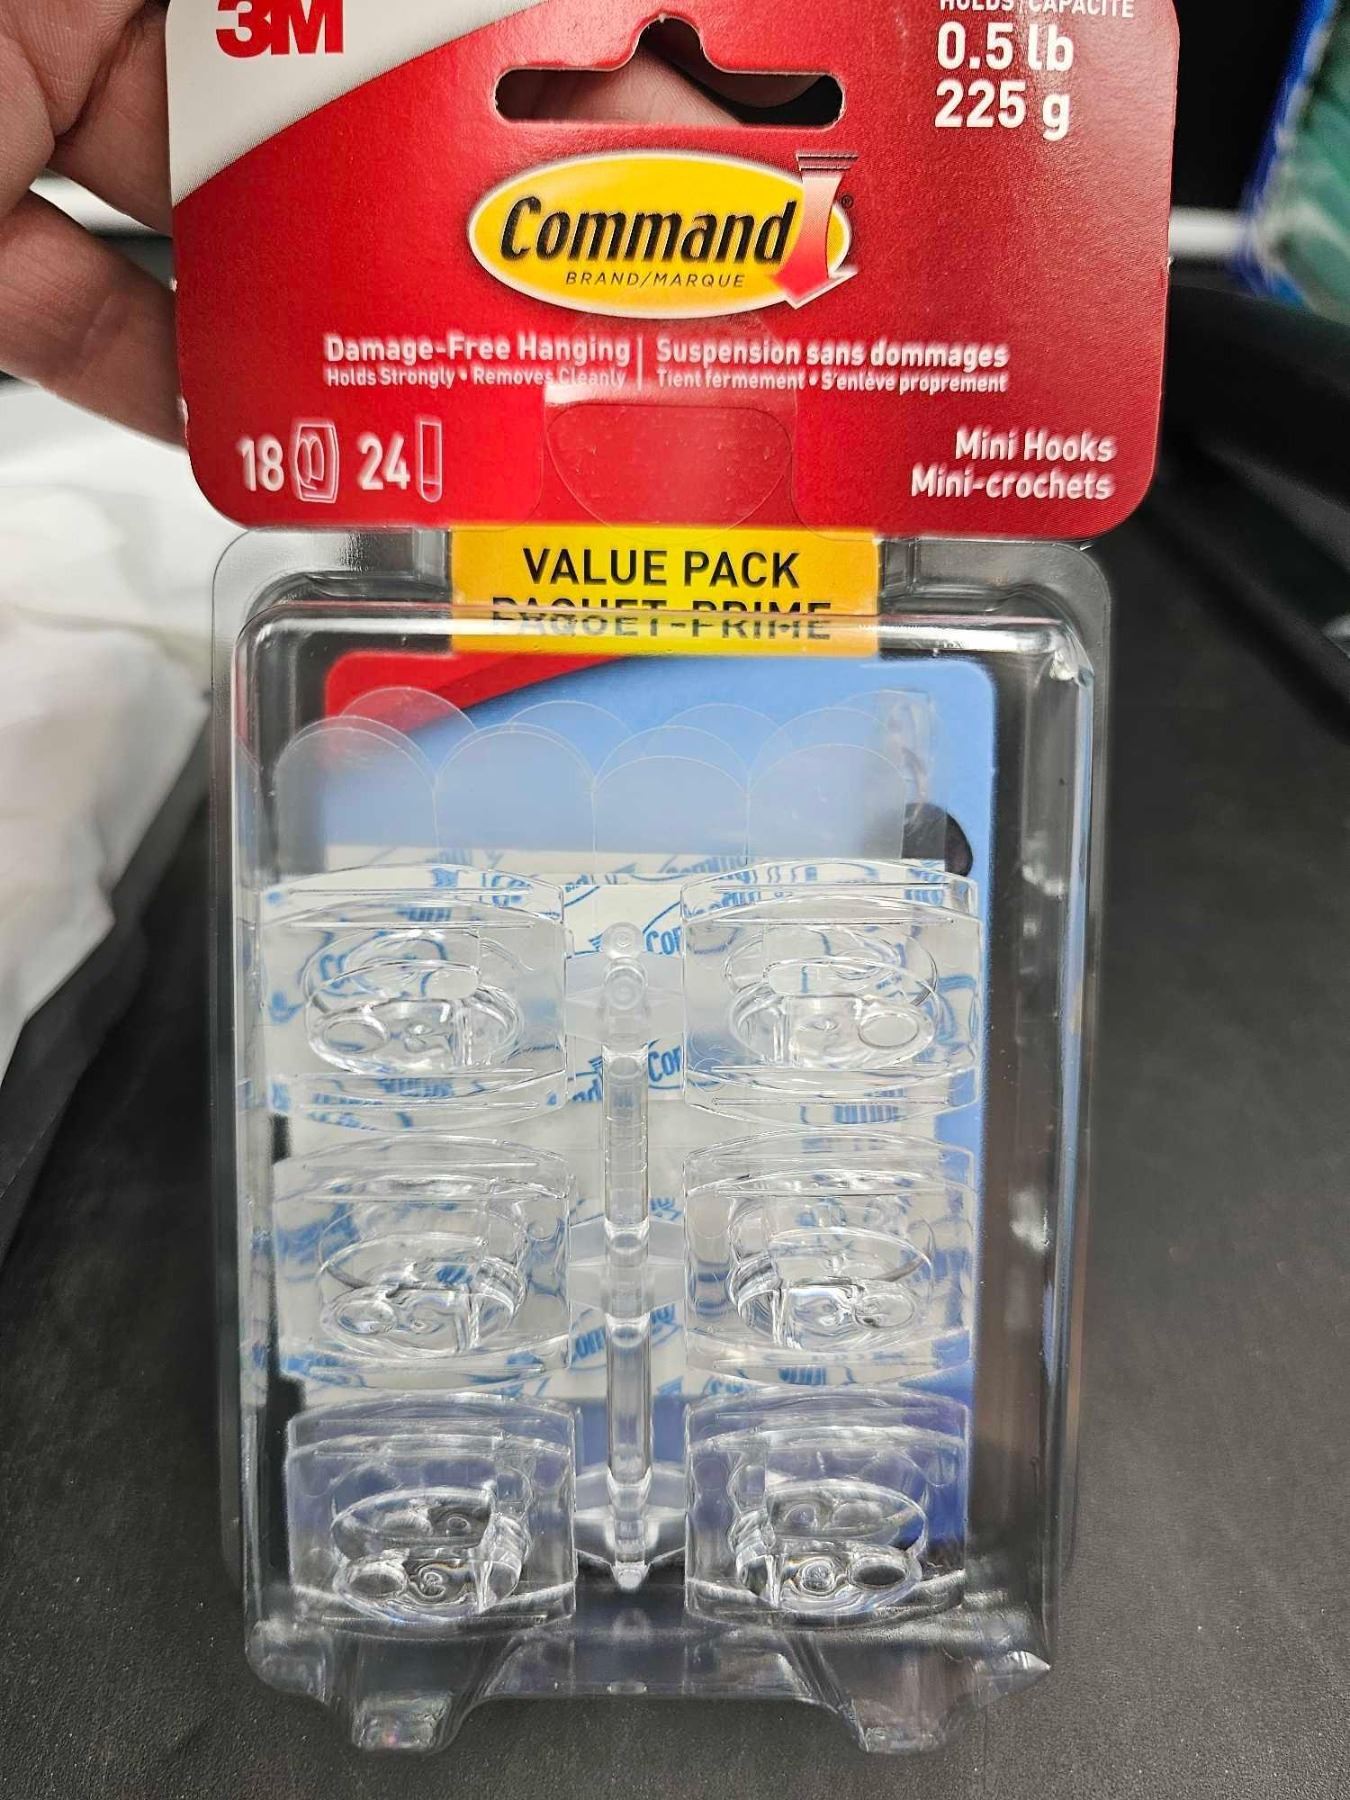 3M
HOLDS | CAPACITÉ
0.5 lb
225 g
Command
BRAND/MARQUE
Damage-Free Hanging | Suspension sans dommages
Holds Strongly • Removes Cleanly | Tient fermement • S'enlève proprement
18 24
Mini Hooks
Mini-crochets
VALUE PACK
PAQUET-PRIME